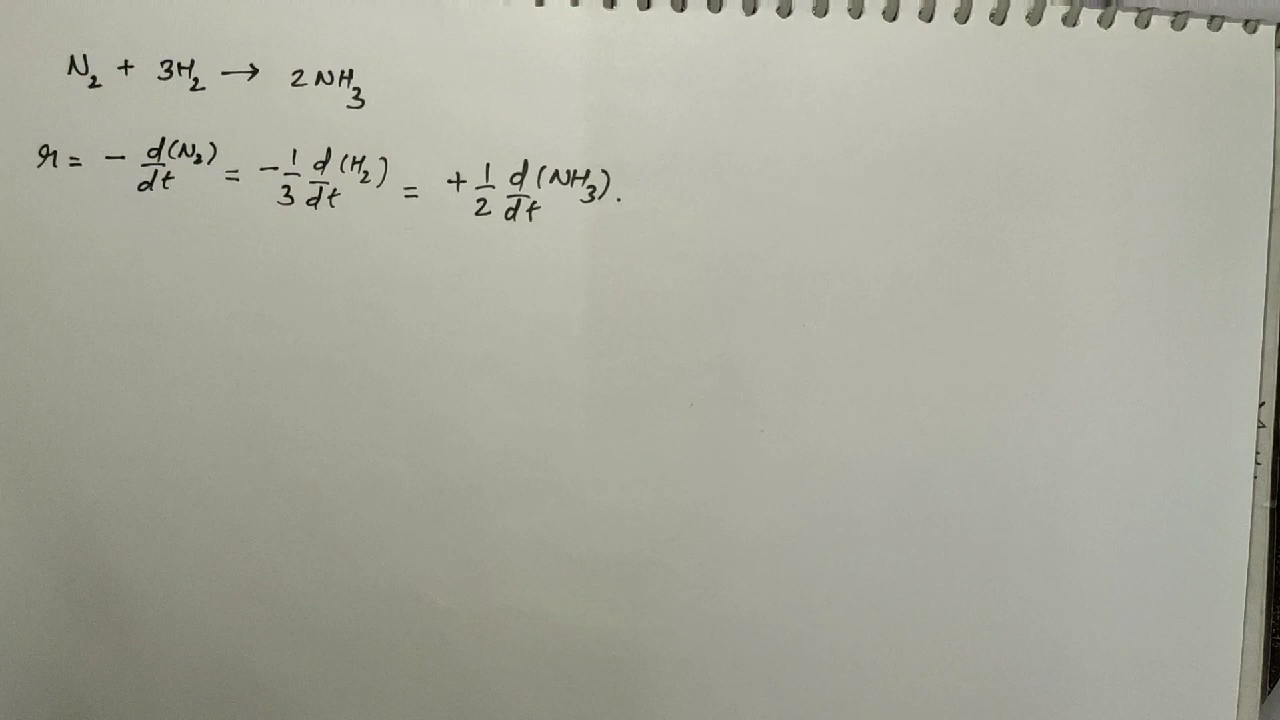 N₂ + 3H₂ → 2NH₃
r = - d(N₂)/dt = - 1/3 d/dt (H₂) = + 1/2 d/dt (NH₃).